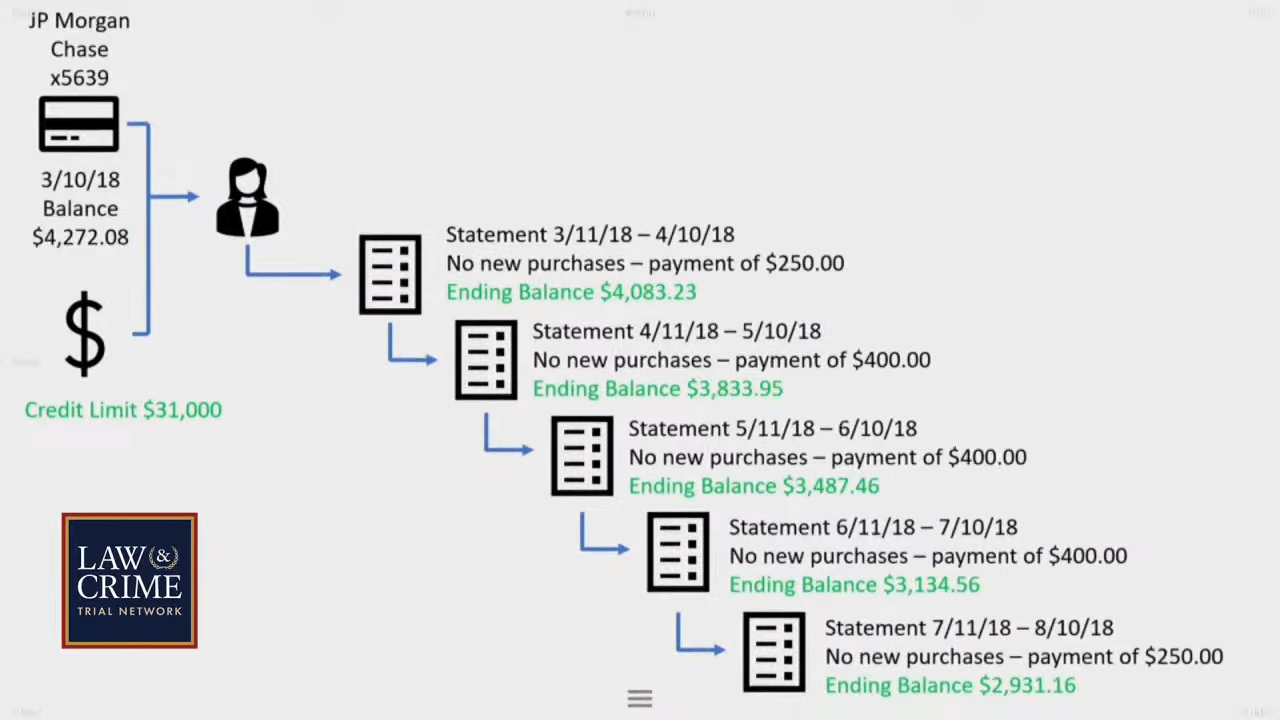 JP Morgan
Chase
x5639
3/10/18
Balance
$4,272.08
$
Credit Limit $31,000
Statement 3/11/18 – 4/10/18
No new purchases – payment of $250.00
Ending Balance $4,083.23
Statement 4/11/18 – 5/10/18
No new purchases – payment of $400.00
Ending Balance $3,833.95
Statement 5/11/18 – 6/10/18
No new purchases – payment of $400.00
Ending Balance $3,487.46
Statement 6/11/18 – 7/10/18
No new purchases – payment of $400.00
Ending Balance $3,134.56
Statement 7/11/18 – 8/10/18
No new purchases – payment of $250.00
Ending Balance $2,931.16
LAW &
CRIME
TRIAL NETWORK